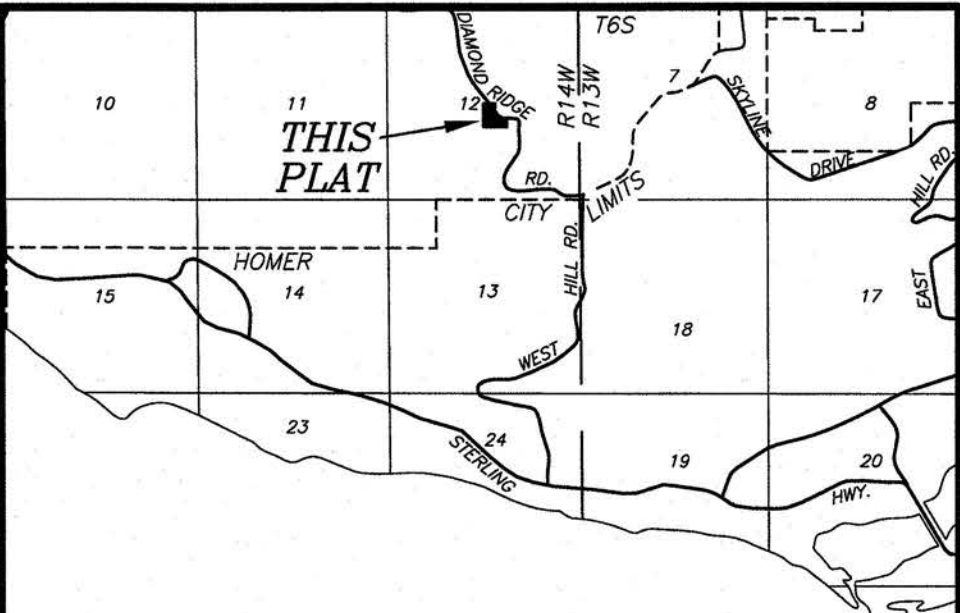 T6S
DIAMOND RIDGE
RD.
R14W
R13W
7
SKYLINE
DRIVE
8
10
11
12
THIS
PLAT
HILL RD.
EAST
CITY LIMITS
HOMER
HILL RD.
WEST
15
14
13
18
17
23
24
19
20
STERLING
HWY.